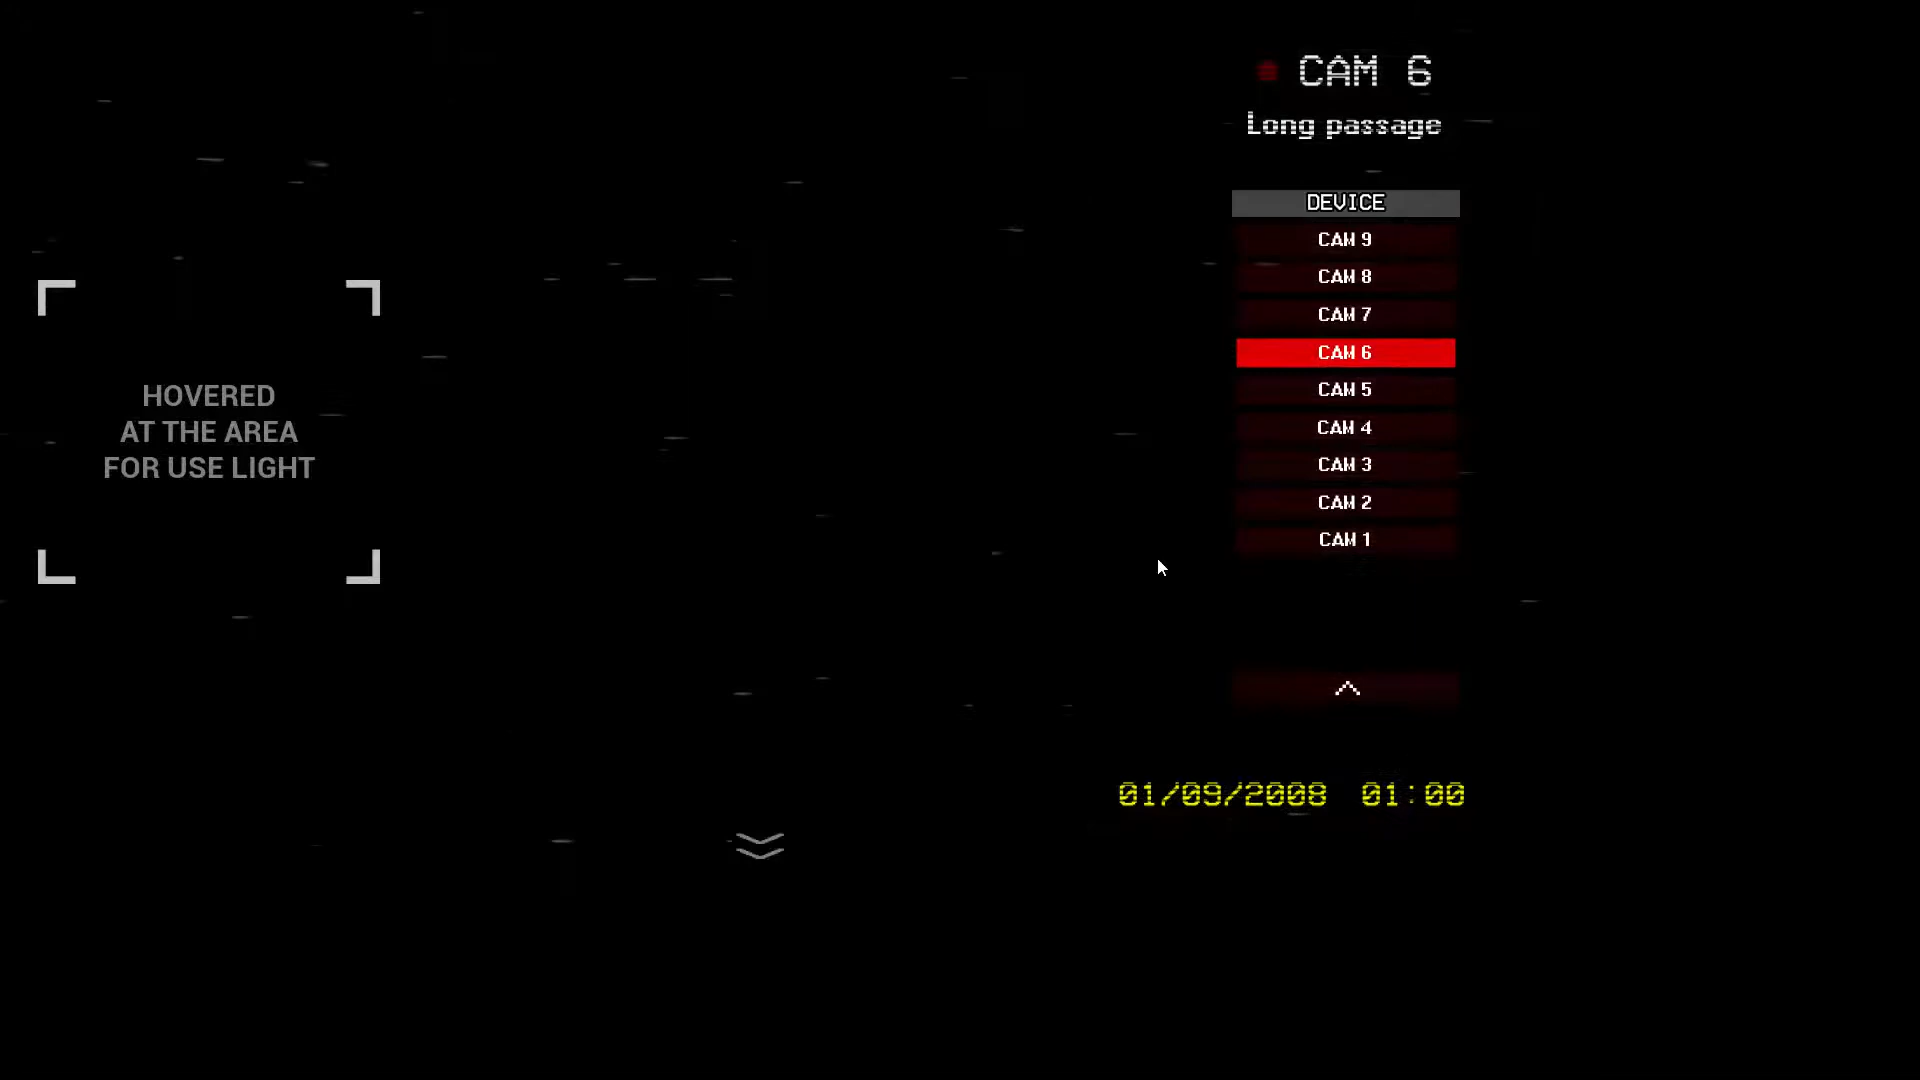 CAM 6
Long passage
DEVICE
CAM 9
CAM 8
CAM 7
CAM 6
CAM 5
CAM 4
CAM 3
CAM 2
CAM 1
HOVERED
AT THE AREA
FOR USE LIGHT
01/09/2008 01:00